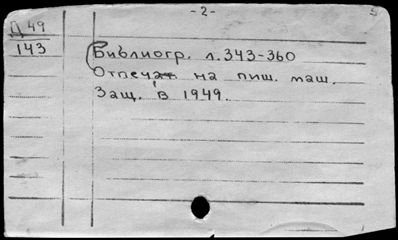 -2-
Д 49
143
Библиогр. л. 343-360
Отпечат на пиш. маш.
Защ. в 1949.